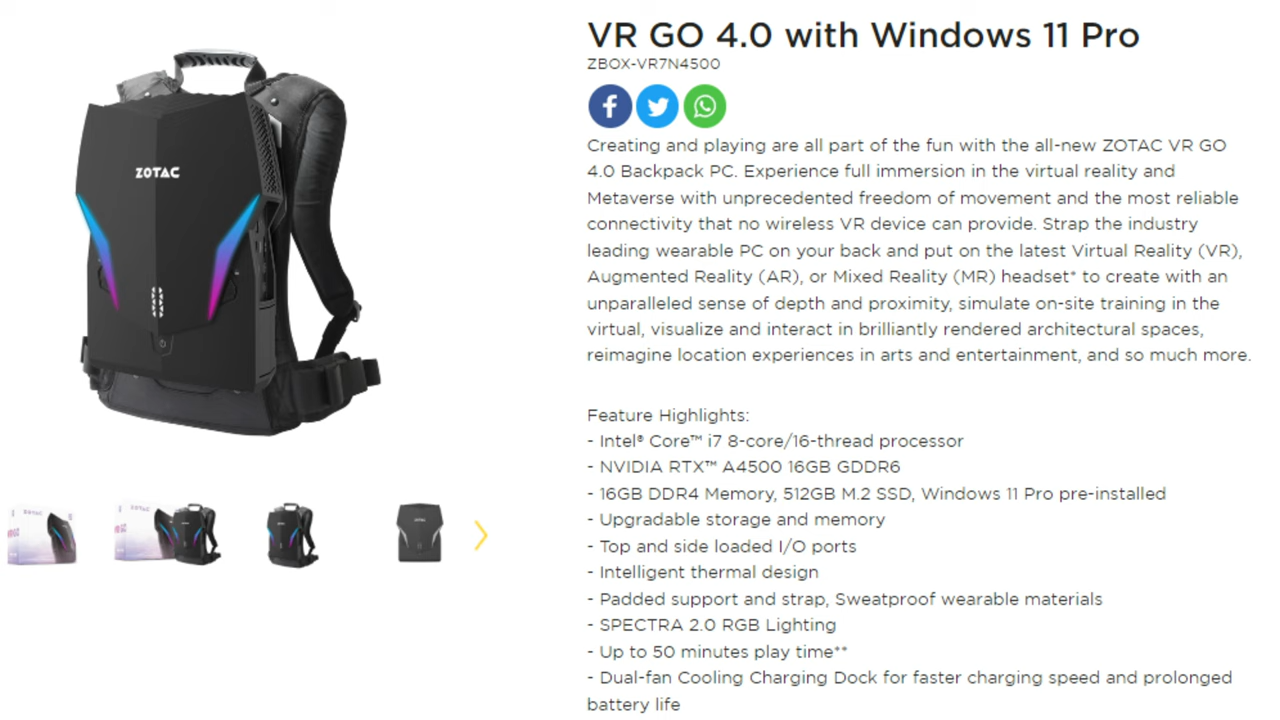 VR GO 4.0 with Windows 11 Pro
ZBOX-VR7N4500
Creating and playing are all part of the fun with the all-new ZOTAC VR GO
4.0 Backpack PC. Experience full immersion in the virtual reality and
Metaverse with unprecedented freedom of movement and the most reliable
connectivity that no wireless VR device can provide. Strap the industry
leading wearable PC on your back and put on the latest Virtual Reality (VR),
Augmented Reality (AR), or Mixed Reality (MR) headset* to create with an
unparalleled sense of depth and proximity, simulate on-site training in the
virtual, visualize and interact in brilliantly rendered architectural spaces,
reimagine location experiences in arts and entertainment, and so much more.
Feature Highlights:
- Intel® Core™ i7 8-core/16-thread processor
- NVIDIA RTX™ A4500 16GB GDDR6
- 16GB DDR4 Memory, 512GB M.2 SSD, Windows 11 Pro pre-installed
- Upgradable storage and memory
- Top and side loaded I/O ports
- Intelligent thermal design
- Padded support and strap, Sweatproof wearable materials
- SPECTRA 2.0 RGB Lighting
- Up to 50 minutes play time**
- Dual-fan Cooling Charging Dock for faster charging speed and prolonged
battery life
ZOTAC
ZOTAC
ZOTAC
ZOTAC